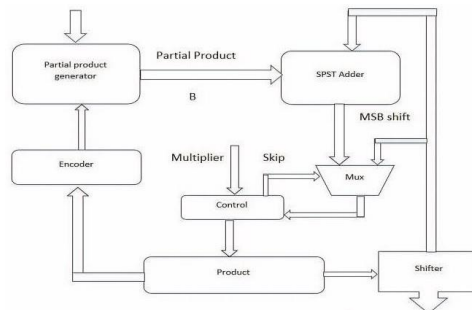 Partial product
generator
Partial Product
B
SPST Adder
MSB shift
Encoder
Multiplier
Skip
Mux
Control
Product
Shifter